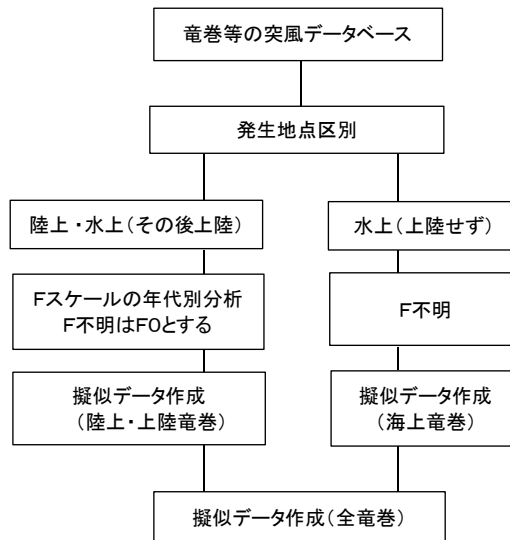 竜巻等の突風データベース
発生地点区別
陸上・水上(その後上陸)
水上(上陸せず)
Fスケールの年代別分析
F不明はF0とする
F不明
擬似データ作成
(陸上・上陸竜巻)
擬似データ作成
(海上竜巻)
擬似データ作成(全竜巻)